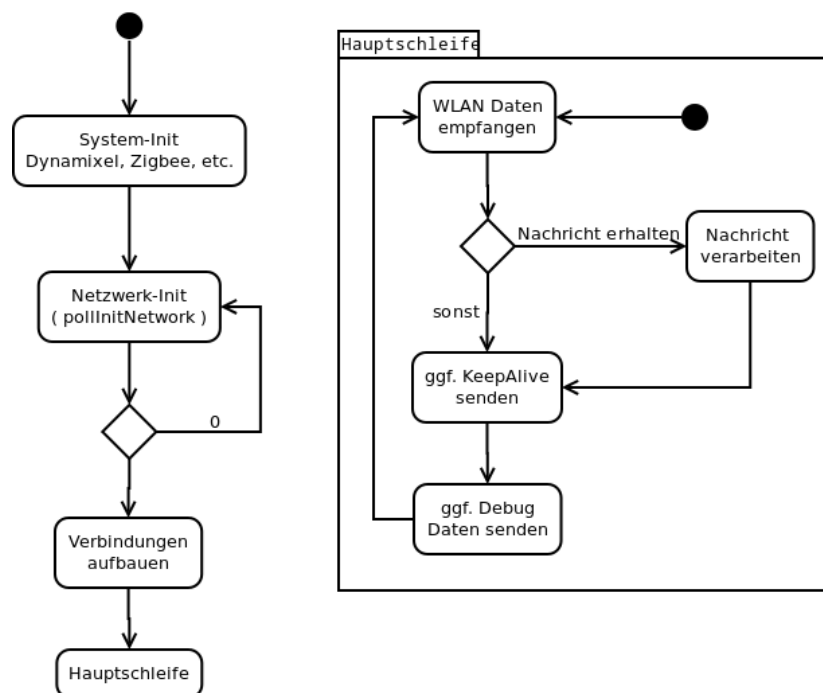 System-Init
Dynamixel, Zigbee, etc.
Netzwerk-Init
( pollInitNetwork )
0
Verbindungen
aufbauen
Hauptschleife
Hauptschleife
WLAN Daten
empfangen
Nachricht erhalten
Nachricht
verarbeiten
sonst
ggf. KeepAlive
senden
ggf. Debug
Daten senden